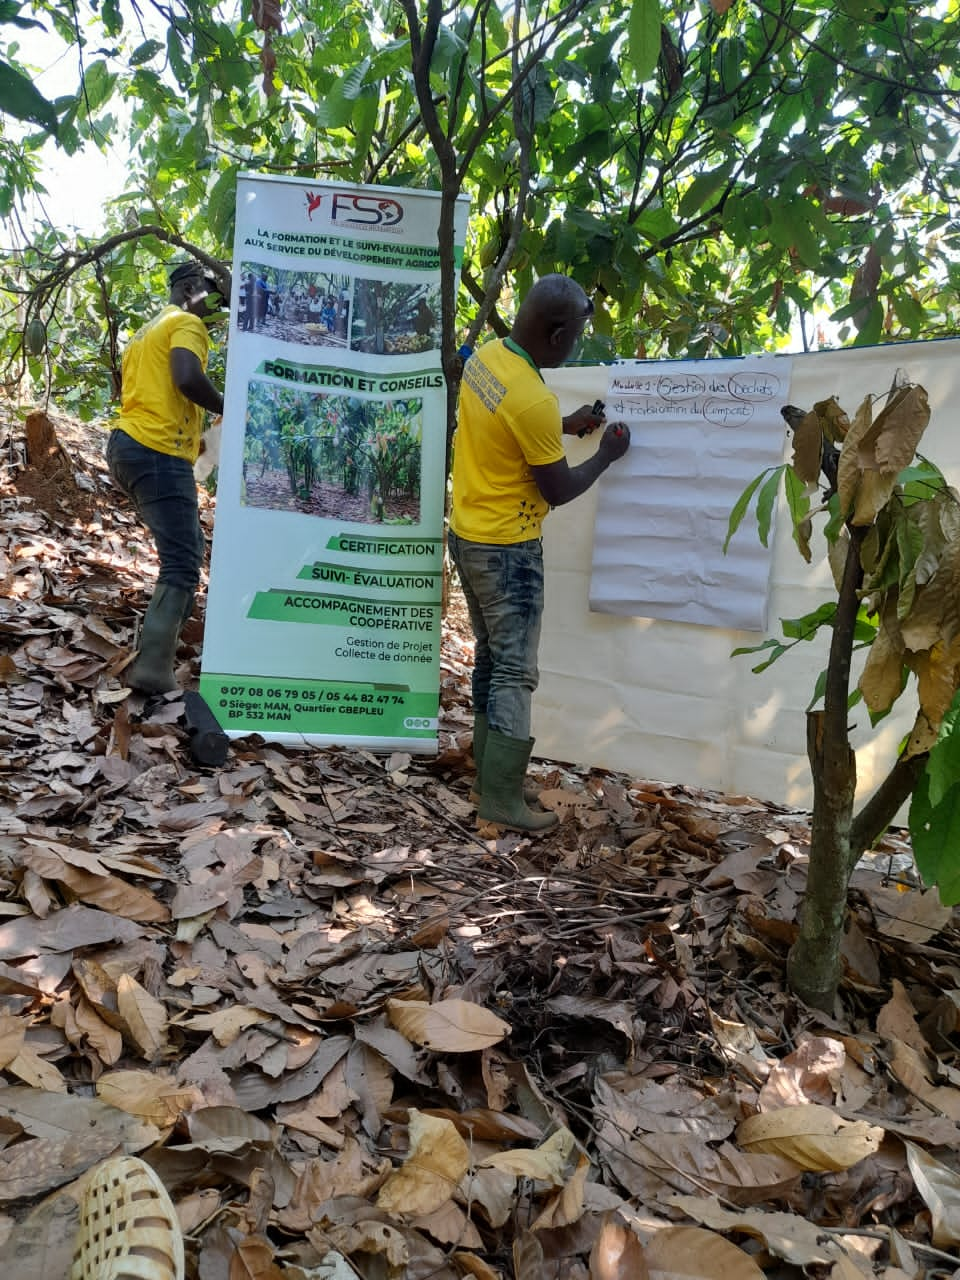 FSD
LA FORMATION ET LE SUIVI-EVALUATION
AUX SERVICE DU DÉVELOPPEMENT AGRICO
FORMATION ET CONSEILS
CERTIFICATION
SUIVI- ÉVALUATION
ACCOMPAGNEMENT DES
COOPÉRATIVE
Gestion de Projet
Collecte de donnée
07 08 06 79 05 / 05 44 82 47 74
Siège: MAN, Quartier GBEPLEU
BP 532 MAN
Module 1: Gestion des Déchets
et Fabrication du Compost